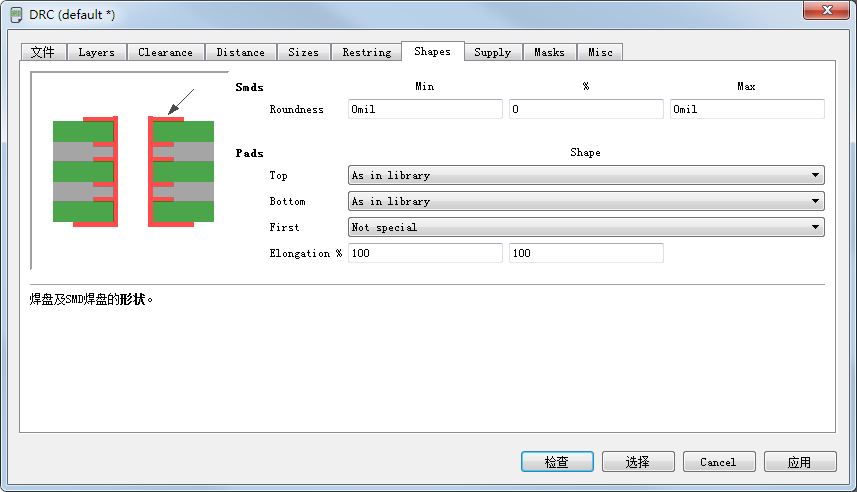 DRC (default *)
文件 Layers Clearance Distance Sizes Restring Shapes Supply Masks Misc
Smds Min % Max
Roundness 0mil 0 0mil
Pads Shape
Top As in library
Bottom As in library
First Not special
Elongation % 100 100
焊盘及SMD焊盘的形状。
检查 选择 Cancel 应用